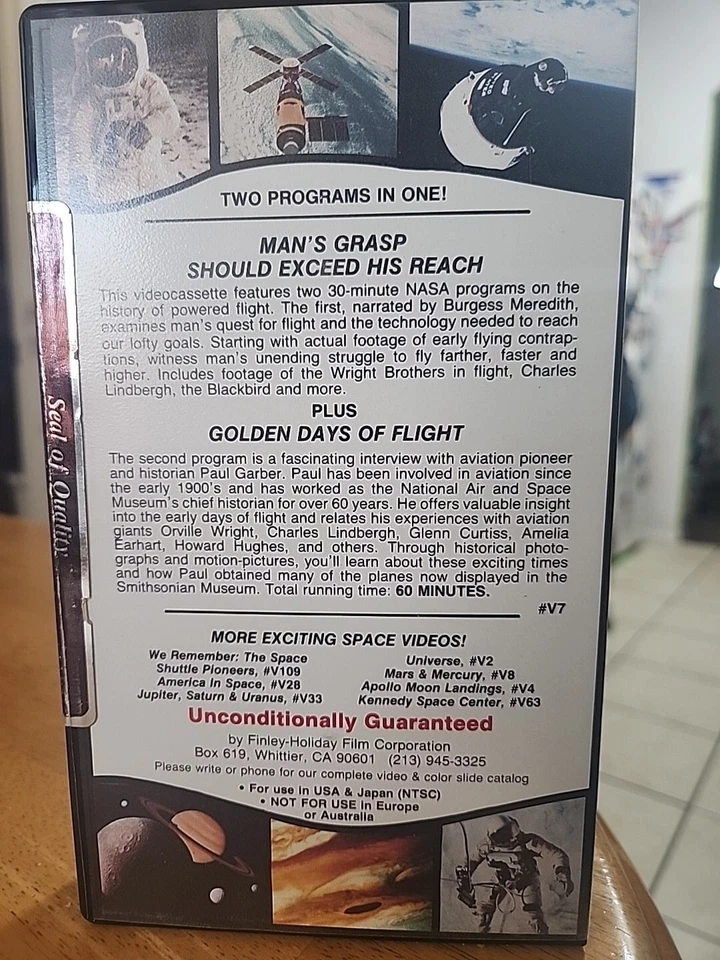 TWO PROGRAMS IN ONE!
MAN'S GRASP
SHOULD EXCEED HIS REACH
This videocassette features two 30-minute NASA programs on the
history of powered flight. The first, narrated by Burgess Meredith,
examines man's quest for flight and the technology needed to reach
our lofty goals. Starting with actual footage of early flying contrap-
tions, witness man's unending struggle to fly farther, faster and
higher. Includes footage of the Wright Brothers in flight, Charles
Lindbergh, the Blackbird and more.
PLUS
GOLDEN DAYS OF FLIGHT
The second program is a fascinating interview with aviation pioneer
and historian Paul Garber. Paul has been involved in aviation since
the early 1900's and has worked as the National Air and Space
Museum's chief historian for over 60 years. He offers valuable insight
into the early days of flight and relates his experiences with aviation
giants Orville Wright, Charles Lindbergh, Glenn Curtiss, Amelia
Earhart, Howard Hughes, and others. Through historical photo-
graphs and motion-pictures, you'll learn about these exciting times
and how Paul obtained many of the planes now displayed in the
Smithsonian Museum. Total running time: 60 MINUTES.
#V7
MORE EXCITING SPACE VIDEOS!
We Remember: The Space
Shuttle Pioneers, #V109
America In Space, #V28
Jupiter, Saturn & Uranus, #V33
Universe, #V2
Mars & Mercury, #V8
Apollo Moon Landings, #V4
Kennedy Space Center, #V63
Unconditionally Guaranteed
by Finley-Holiday Film Corporation
Box 619, Whittier, CA 90601 (213) 945-3325
Please write or phone for our complete video & color slide catalog
• For use in USA & Japan (NTSC)
• NOT FOR USE in Europe
or Australia
Seal of Quality